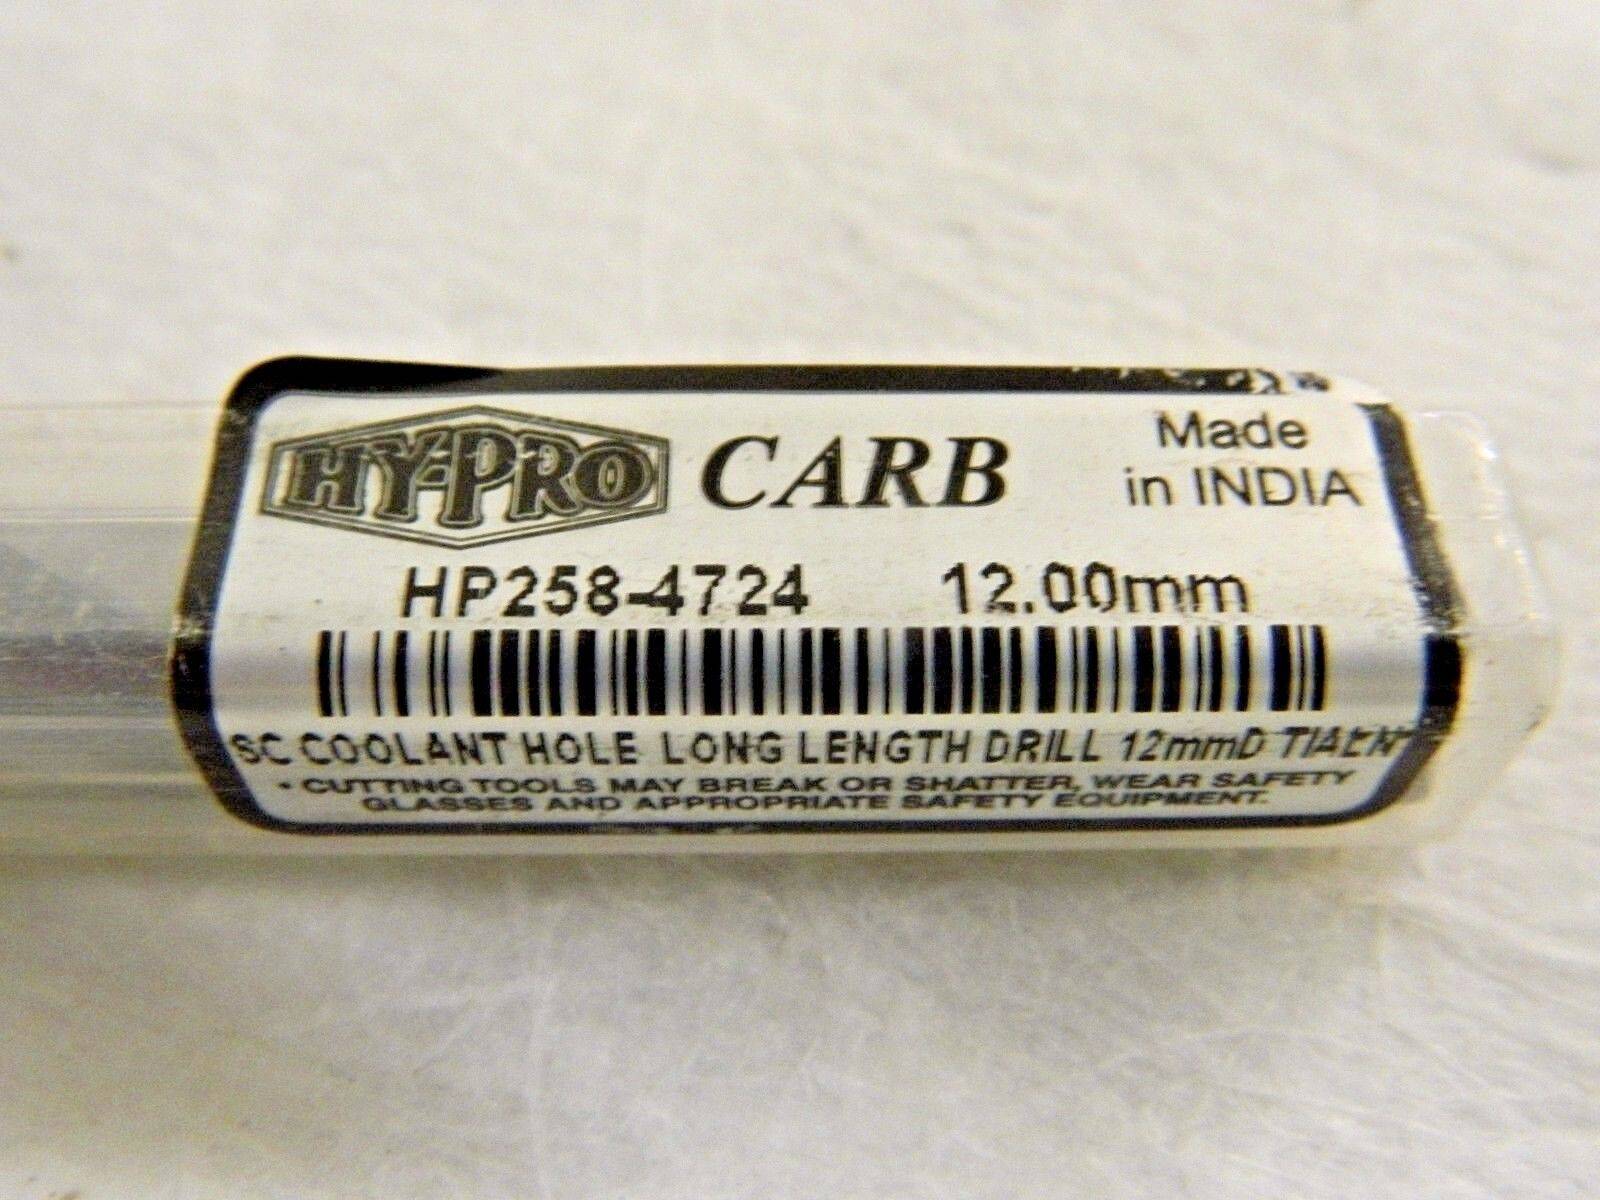 HY-PRO CARB Made
in INDIA
HP258-4724 12.00mm
SC COOLANT HOLE LONG LENGTH DRILL 12mmD TIALN
• CUTTING TOOLS MAY BREAK OR SHATTER, WEAR SAFETY
GLASSES AND APPROPRIATE SAFETY EQUIPMENT.